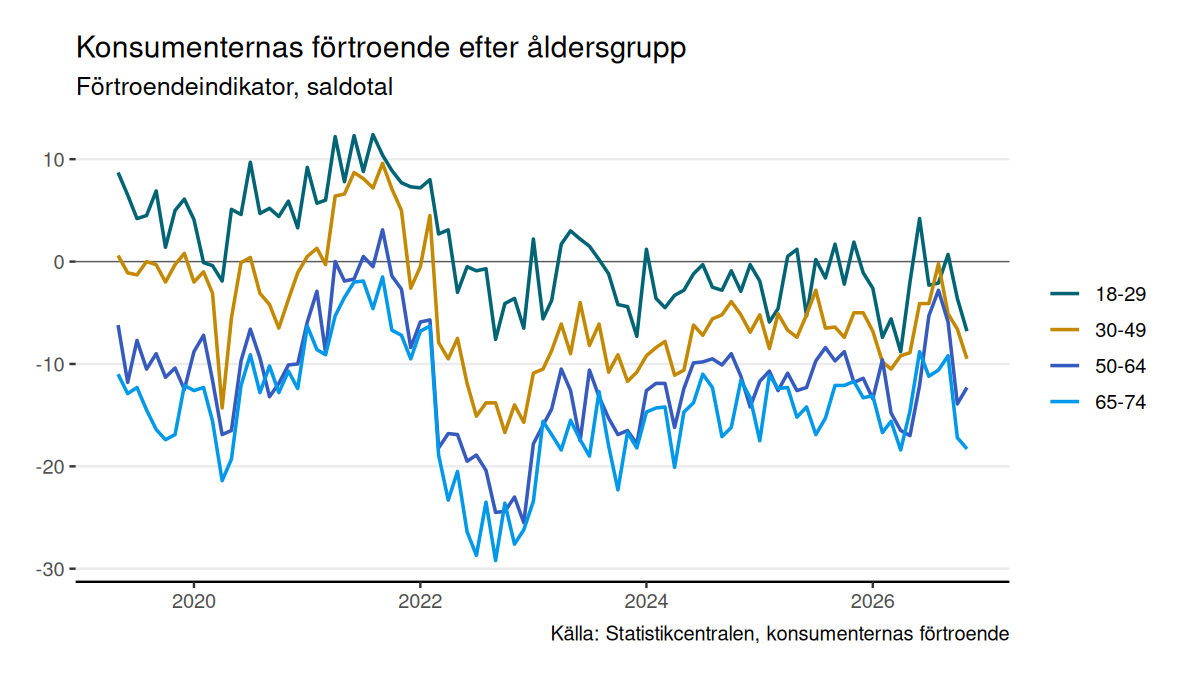 Konsumenternas förtroende efter åldersgrupp
Förtroendeindikator, saldotal
10
0
-10
-20
-30
2020 2022 2024 2026
18-29
30-49
50-64
65-74
Källa: Statistikcentralen, konsumenternas förtroende